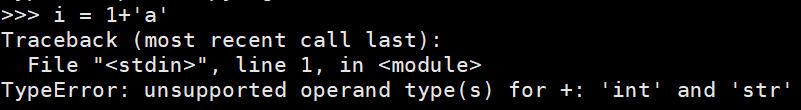 >>> i = 1+'a'
Traceback (most recent call last):
  File "<stdin>", line 1, in <module>
TypeError: unsupported operand type(s) for +: 'int' and 'str'